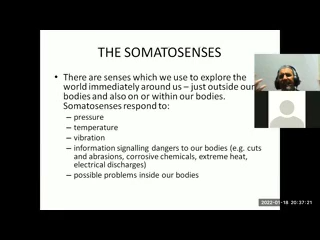 THE SOMATOSENSES
• There are senses which we use to explore the
world immediately around us – just outside our
bodies and also on or within our bodies.
Somatosenses respond to:
– pressure
– temperature
– vibration
– information signalling dangers to our bodies (e.g. cuts
and abrasions, corrosive chemicals, extreme heat,
electrical discharges)
– possible problems inside our bodies
2022-01-18 20:37:21